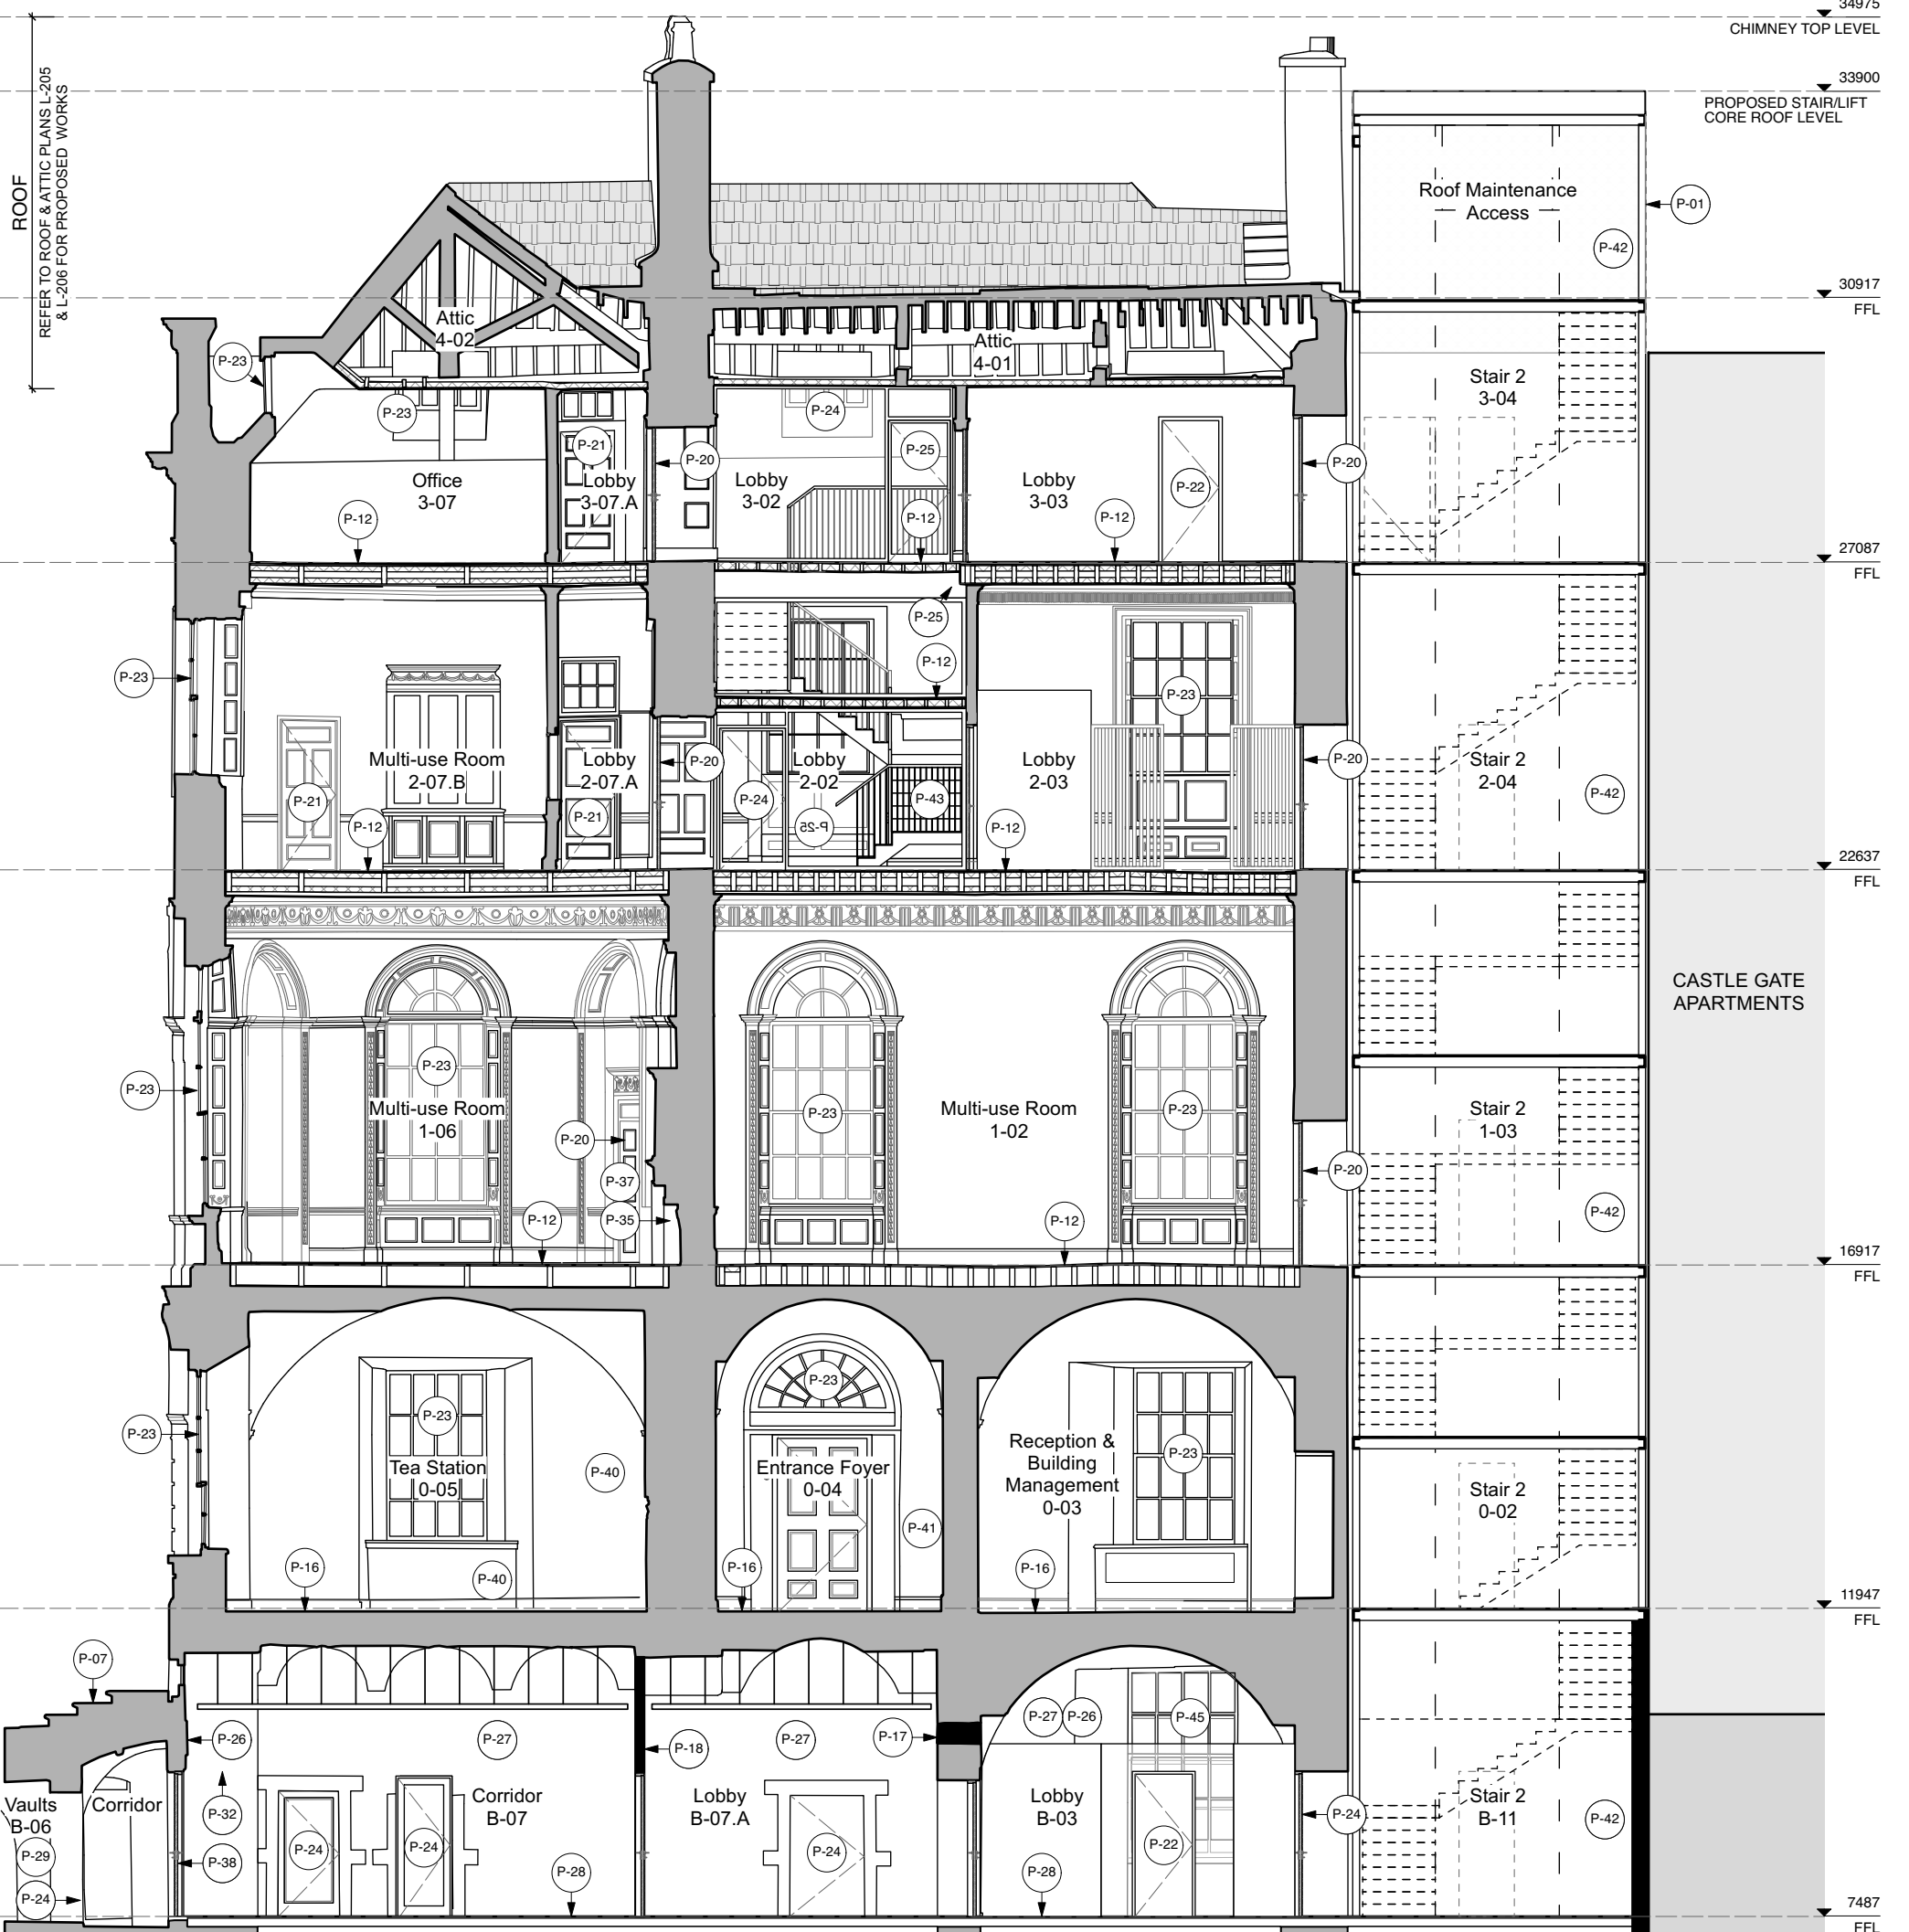 34975
CHIMNEY TOP LEVEL
33900
PROPOSED STAIR/LIFT
CORE ROOF LEVEL
ROOF
REFER TO ROOF & ATTIC PLANS L-205
& L-206 FOR PROPOSED WORKS
Roof Maintenance
Access
P-01
P-42
30917
FFL
Attic
4-02
Attic
4-01
P-23
P-23
P-24
Stair 2
3-04
P-21
P-20
P-25
P-20
Office
3-07
Lobby
3-07.A
Lobby
3-02
Lobby
3-03
P-22
P-12
P-12
P-12
27087
FFL
P-25
P-12
P-23
P-23
Multi-use Room
2-07.B
Lobby
2-07.A
P-20
Lobby
2-02
Lobby
2-03
P-20
Stair 2
2-04
P-21
P-12
P-21
P-24
P-25
P-43
P-12
P-42
22637
FFL
CASTLE GATE
APARTMENTS
P-23
P-23
P-23
P-23
Multi-use Room
1-06
Multi-use Room
1-02
Stair 2
1-03
P-20
P-37
P-20
P-12
P-35
P-12
P-42
16917
FFL
P-23
P-23
P-23
P-23
Tea Station
0-05
P-40
Entrance Foyer
0-04
Reception &
Building
Management
0-03
Stair 2
0-02
P-41
P-16
P-40
P-16
P-16
11947
FFL
P-07
P-26
P-27
P-18
P-27
P-17
P-27
P-26
P-45
Vaults
B-06
Corridor
P-32
Corridor
B-07
Lobby
B-07.A
Lobby
B-03
P-24
Stair 2
B-11
P-42
P-29
P-38
P-24
P-24
P-24
P-24
P-22
P-28
P-28
7487
FFL